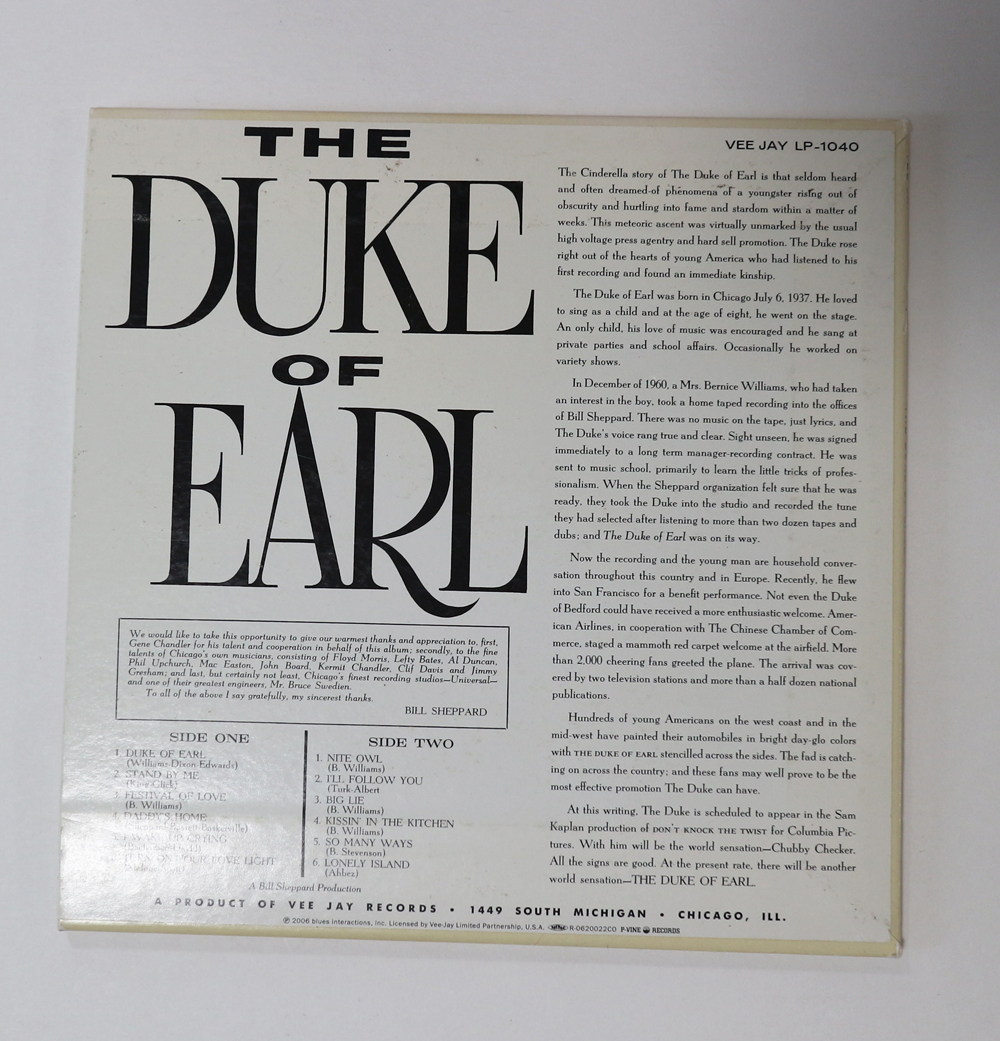 THE
DUKE
OF
EARL
We would like to take this opportunity to give our warmest thanks and appreciation to, first,
Gene Chandler for his talent and cooperation in behalf of this album; secondly, to the fine
talents of Chicago's own musicians, consisting of Floyd Morris, Lefty Bates, Al Duncan,
Phil Upchurch, Mac Easton, John Board, Kermit Chandler, Clif Davis and Jimmy
Gresham; and last, but certainly not least, Chicago's finest recording studios—Universal—
and one of their greatest engineers, Mr. Bruce Swedien.
To all of the above I say gratefully, my sincerest thanks.
BILL SHEPPARD
SIDE ONE
1. DUKE OF EARL
(Williams-Dixon-Edwards)
2. STAND BY ME
(King-Glick)
3. FESTIVAL OF LOVE
(B. Williams)
4. DADDY'S HOME
CRYING
YOUR LOVE LIGHT
SIDE TWO
1. NITE OWL
(B. Williams)
2. I'LL FOLLOW YOU
(Turk-Albert
3. BIG LIE
(B. Williams)
4. KISSIN' IN THE KITCHEN
(B. Williams)
5. SO MANY WAYS
(B. Stevenson)
6. LONELY ISLAND
(Ahbez)
A Bill Sheppard Production
VEE JAY LP-1040
The Cinderella story of The Duke of Earl is that seldom heard
and often dreamed-of phenomena of a youngster rising out of
obscurity and hurtling into fame and stardom within a matter of
weeks. This meteoric ascent was virtually unmarked by the usual
high voltage press agentry and hard sell promotion. The Duke rose
right out of the hearts of young America who had listened to his
first recording and found an immediate kinship.
The Duke of Earl was born in Chicago July 6, 1937. He loved
to sing as a child and at the age of eight, he went on the stage.
An only child, his love of music was encouraged and he sang at
private parties and school affairs. Occasionally he worked on
variety shows.
In December of 1960, a Mrs. Bernice Williams, who had taken
an interest in the boy, took a home taped recording into the offices
of Bill Sheppard. There was no music on the tape, just lyrics, and
The Duke's voice rang true and clear. Sight unseen, he was signed
immediately to a long term manager-recording contract. He was
sent to music school, primarily to learn the little tricks of profes-
sionalism. When the Sheppard organization felt sure that he was
ready, they took the Duke into the studio and recorded the tune
they had selected after listening to more than two dozen tapes and
dubs; and The Duke of Earl was on its way.
Now the recording and the young man are household conver-
sation throughout this country and in Europe. Recently, he flew
into San Francisco for a benefit performance. Not even the Duke
of Bedford could have received a more enthusiastic welcome. Amer-
ican Airlines, in cooperation with The Chinese Chamber of Com-
merce, staged a mammoth red carpet welcome at the airfield. More
than 2,000 cheering fans greeted the plane. The arrival was cov-
ered by two television stations and more than a half dozen national
publications.
Hundreds of young Americans on the west coast and in the
mid-west have painted their automobiles in bright day-glo colors
with THE DUKE OF EARL stencilled across the sides. The fad is catch-
ing on across the country; and these fans may well prove to be the
most effective promotion The Duke can have.
At this writing, The Duke is scheduled to appear in the Sam
Kaplan production of DON'T KNOCK THE TWIST for Columbia Pic-
tures. With him will be the world sensation—Chubby Checker.
All the signs are good. At the present rate, there will be another
world sensation—THE DUKE OF EARL.
A PRODUCT OF VEE JAY RECORDS • 1449 SOUTH MICHIGAN • CHICAGO, ILL.
℗ 2006 blues interactions, inc. Licensed by Vee-Jay Limited Partnership, U.S.A. R-0620022CO P-VINE RECORDS